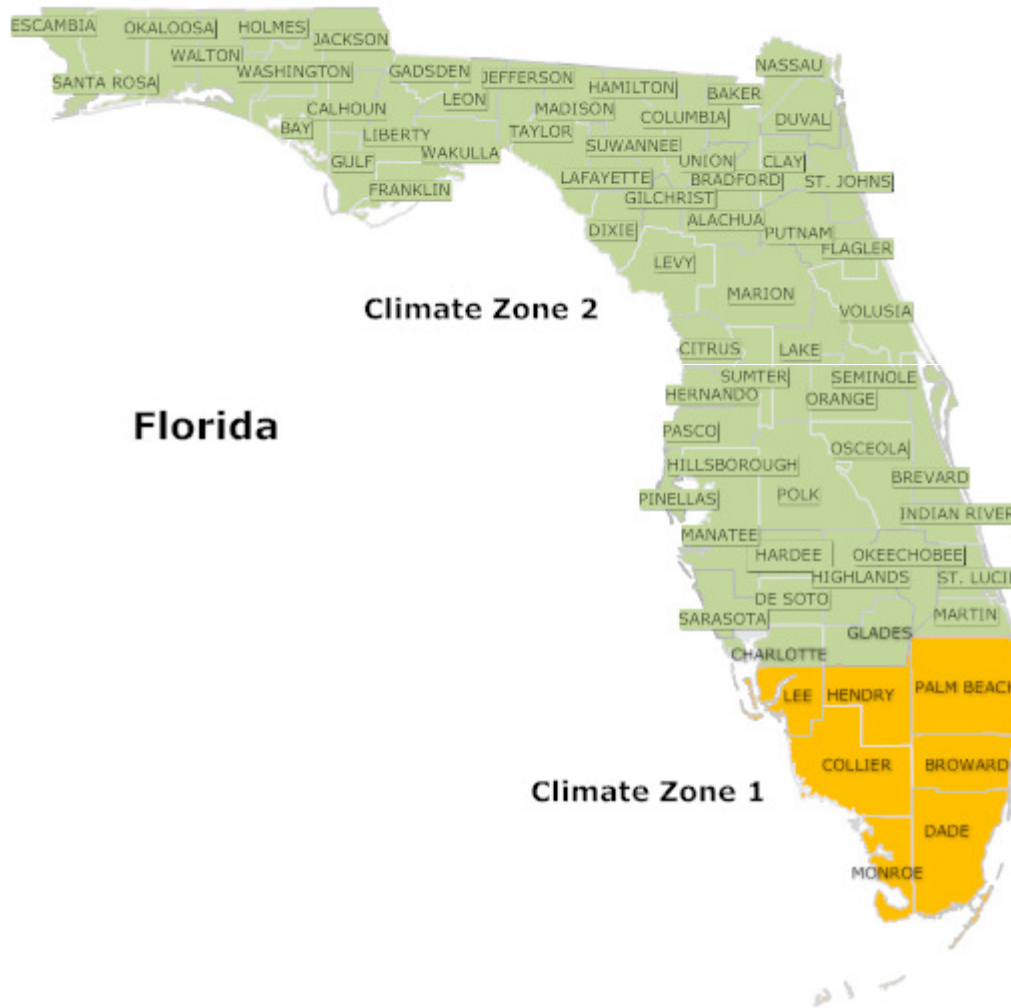 ESCAMBIA
OKALOOSA
HOLMES
JACKSON
WALTON
SANTA ROSA
WASHINGTON
GADSDEN
JEFFERSON
HAMILTON
NASSAU
BAKER
LEON
CALHOUN
MADISON
COLUMBIA
DUVAL
BAY
LIBERTY
TAYLOR
SUWANNEE
GULF
WAKULLA
UNION
CLAY
FRANKLIN
LAFAYETTE
BRADFORD
ST. JOHNS
GILCHRIST
DIXIE
ALACHUA
PUTNAM
FLAGLER
LEVY
MARION
Climate Zone 2
VOLUSIA
CITRUS
LAKE
SUMTER
SEMINOLE
HERNANDO
ORANGE
Florida
PASCO
OSCEOLA
HILLSBOROUGH
BREVARD
PINELLAS
POLK
INDIAN RIVER
MANATEE
HARDEE
OKEECHOBEE
HIGHLANDS
ST. LUCI
DE SOTO
SARASOTA
MARTIN
GLADES
CHARLOTTE
LEE
HENDRY
PALM BEACH
COLLIER
BROWARD
Climate Zone 1
DADE
MONROE